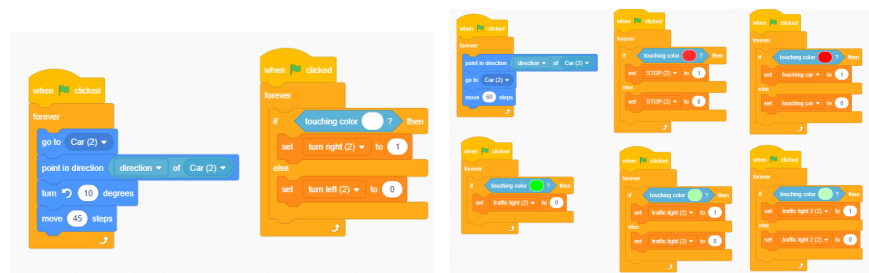 when clicked
forever
go to Car (2)
point in direction direction of Car (2)
turn 10 degrees
move 45 steps
when clicked
forever
if touching color ? then
set turn right (2) to 1
else
set turn left (2) to 0
when clicked
forever
point in direction direction of Car (2)
go to Car (2)
move 60 steps
when clicked
forever
if touching color ? then
set STOP (2) to 1
else
set STOP (2) to 0
when clicked
forever
if touching color ? then
set touching car to 1
else
set touching car to 0
when clicked
forever
if touching color ? then
set traffic light (2) to 0
when clicked
forever
if touching color ? then
set traffic light (2) to 1
else
set traffic light (2) to 0
when clicked
forever
if touching color ? then
set traffic light 2 (2) to 1
else
set traffic light 2 (2) to 0